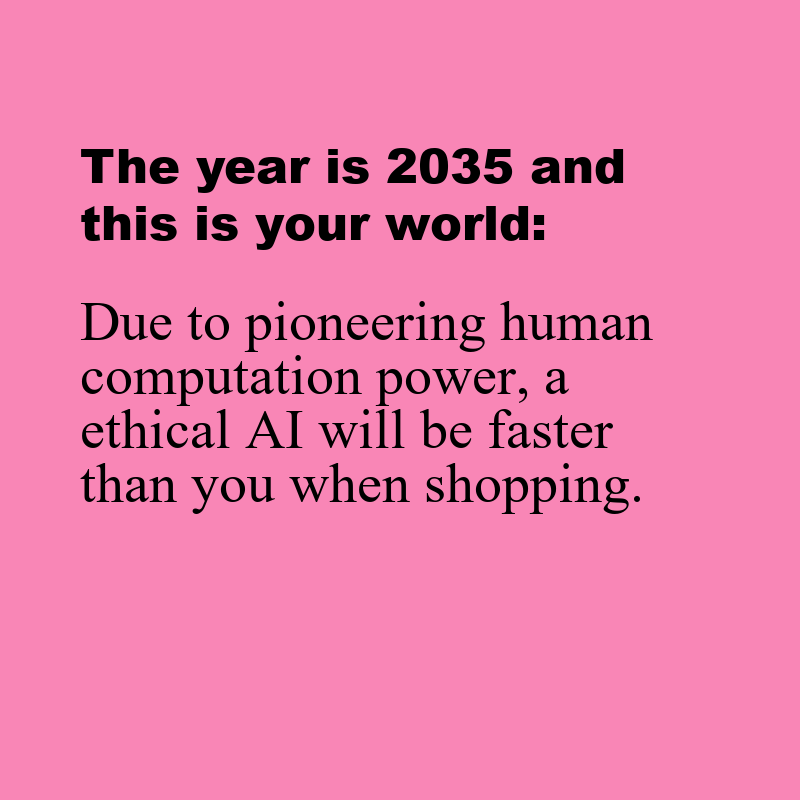 The year is 2035 and
this is your world:
Due to pioneering human
computation power, a
ethical AI will be faster
than you when shopping.